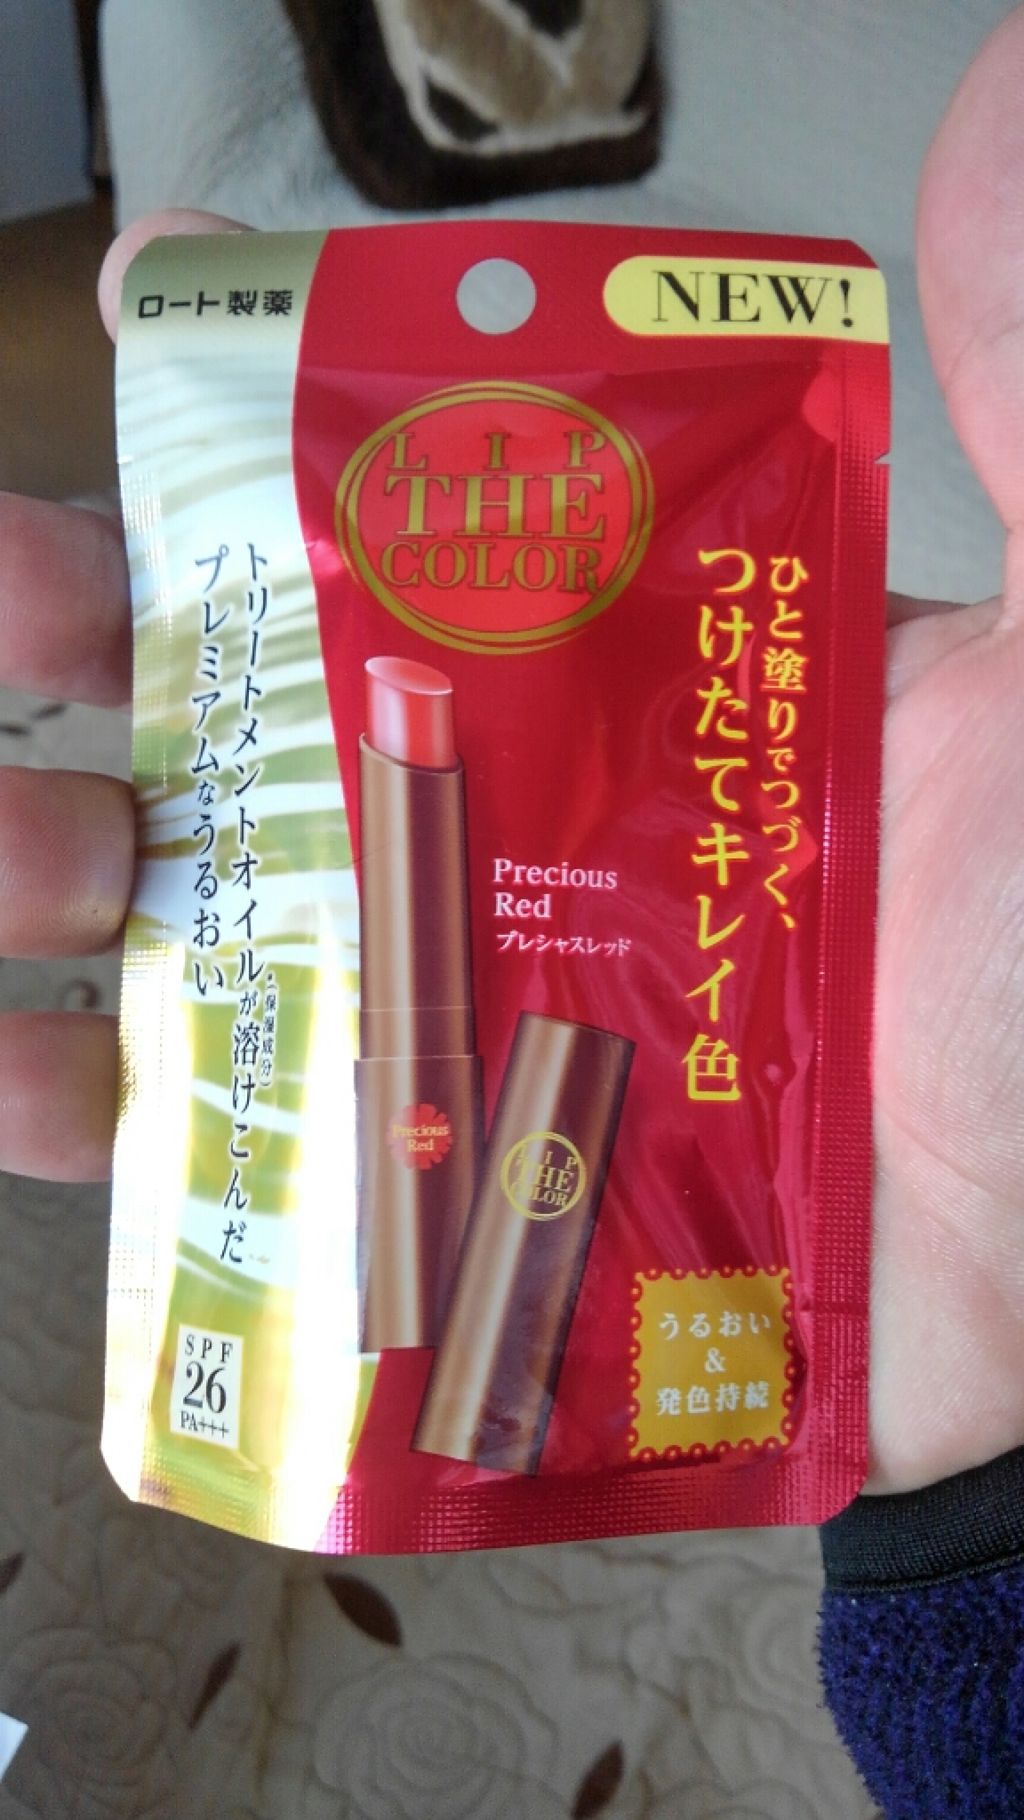 ロート製薬
NEW!
LIP
THE
COLOR
ひと塗りでつづく、
つけたてキレイ色
トリートメントオイル(保湿成分)が溶けこんだ
プレミアムなうるおい
Precious
Red
プレシャスレッド
Precious
Red
LIP
THE
COLOR
うるおい
&
発色持続
SPF
26
PA+++